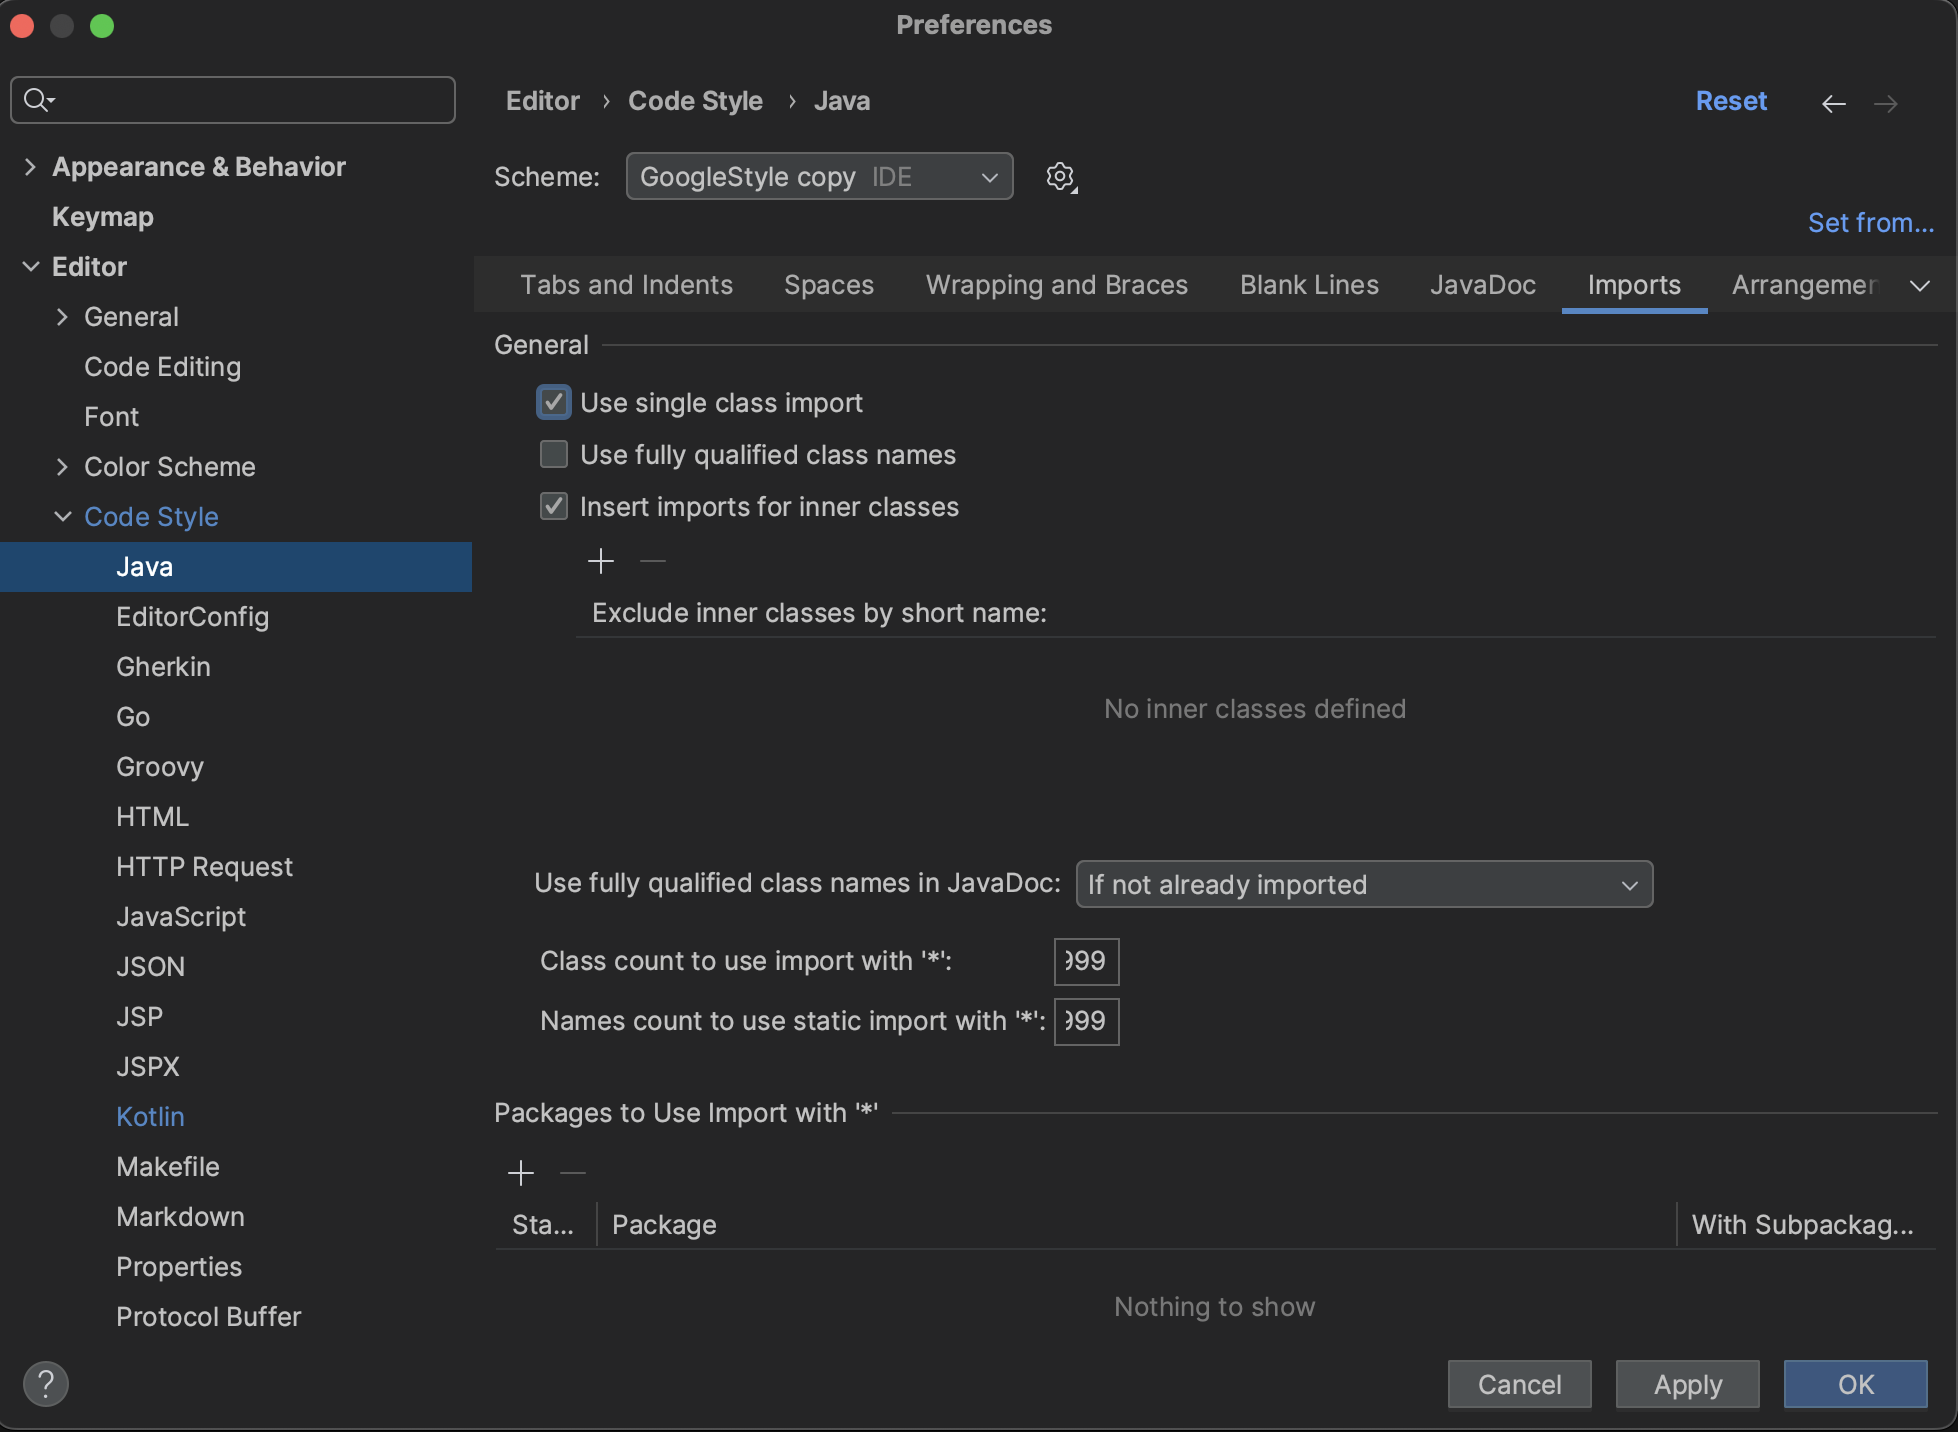 Preferences
Editor › Code Style › Java
Reset
Scheme: GoogleStyle copy IDE
Set from...
Appearance & Behavior
Keymap
Editor
General
Code Editing
Font
Color Scheme
Code Style
Java
EditorConfig
Gherkin
Go
Groovy
HTML
HTTP Request
JavaScript
JSON
JSP
JSPX
Kotlin
Makefile
Markdown
Properties
Protocol Buffer
Tabs and Indents Spaces Wrapping and Braces Blank Lines JavaDoc Imports Arrangemen
General
Use single class import
Use fully qualified class names
Insert imports for inner classes
Exclude inner classes by short name:
No inner classes defined
Use fully qualified class names in JavaDoc: If not already imported
Class count to use import with '*': 999
Names count to use static import with '*': 999
Packages to Use Import with '*'
Sta... Package With Subpackag...
Nothing to show
?
Cancel Apply OK